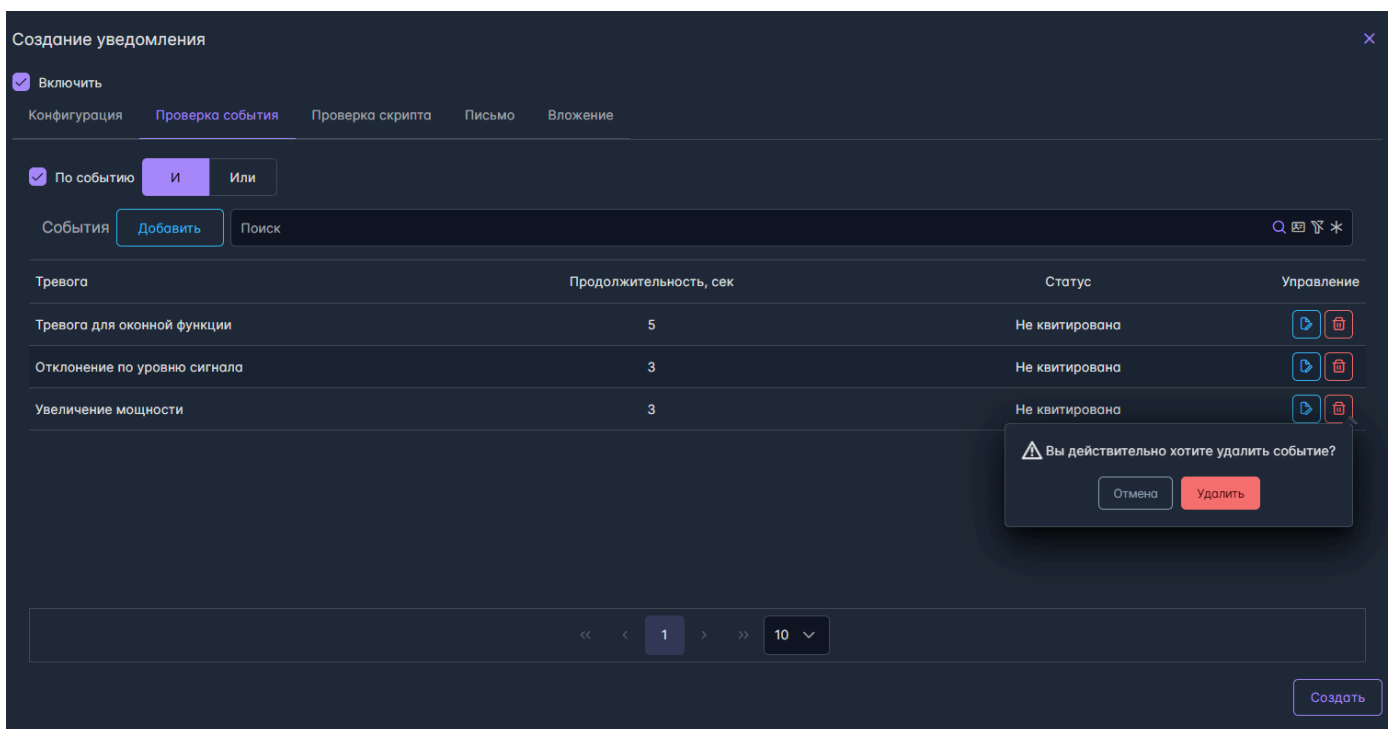 Создание уведомления
Включить
Конфигурация Проверка события Проверка скрипта Письмо Вложение
По событию И Или
События Добавить Поиск
Тревога Продолжительность, сек Статус Управление
Тревога для оконной функции 5 Не квитирована
Отклонение по уровню сигнала 3 Не квитирована
Увеличение мощности 3 Не квитирована
Вы действительно хотите удалить событие?
Отмена Удалить
1 10
Создать